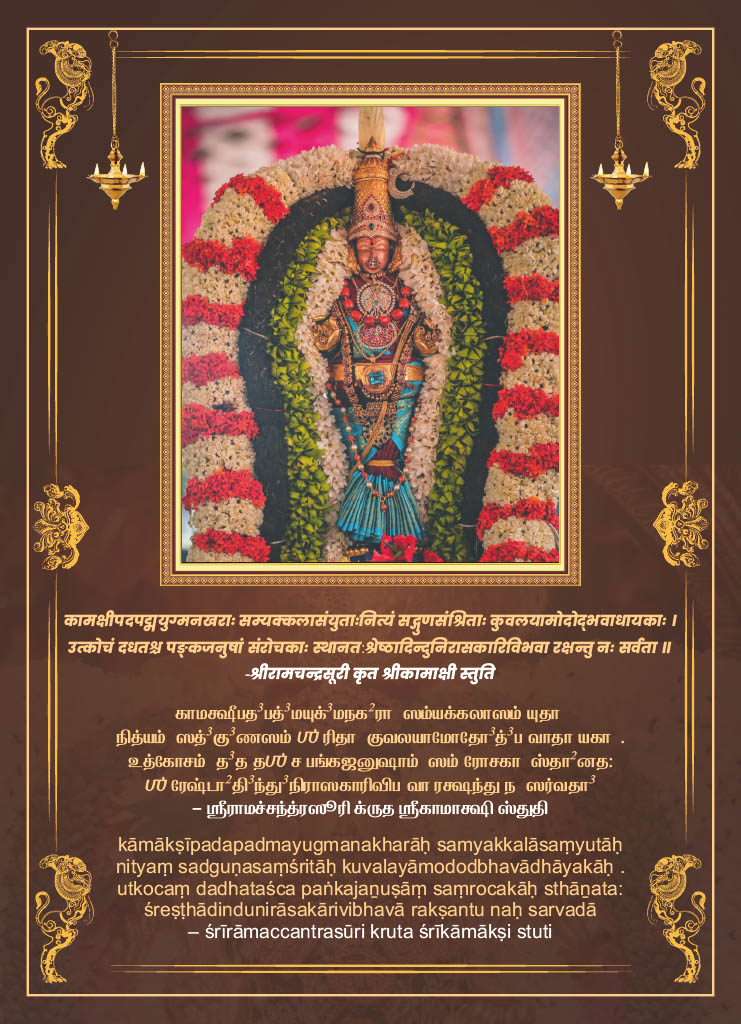 कामक्षीपदपद्मयुग्मनखराः सम्यक्कलासंयुताःनित्यं सद्गुणसंश्रिताः कुवलयामोदोद्भवाधायकाः ।
उत्कोचं दधतश्च पङ्कजनुषां संरोचकाः स्थानत:श्रेष्ठादिन्दुनिरासकारिविभवा रक्षन्तु नः सर्वता ॥
-श्रीरामचन्द्रसूरी कृत श्रीकामाक्षी स्तुति
காமக்ஷீபத³பத்³மயுக்³மநக²ரா ஸம்யக்கலாஸம் யுதா
நித்யம் ஸத்³கு³ணஸம் ஶ்ரிதா குவலயாமோதோ³த்³ப வாதா யகா .
உத்கோசம் த³த தஶ்ச பங்கஜனுஷாம் ஸம் ரோசகா ஸ்தா²னத:
ஶ்ரேஷ்டா²தி³ந்து³நிராஸகாரிவிப வா ரக்ஷந்து ந ஸர்வதா³
– ஸ்ரீராமச்சந்த்ரஸூரி க்ருத ஸ்ரீகாமாக்ஷி ஸ்துதி
kāmākṣīpadapadmayugmanakharāḥ samyakkalāsaṃyutāḥ
nityaṃ sadguṇasaṃśritāḥ kuvalayāmododbhavādhāyakāḥ .
utkocaṃ dadhataśca paṅkajaṉuṣāṃ saṃrocakāḥ sthāṉata:
śreṣṭhādindunirāsakārivibhavā rakṣantu naḥ sarvadā
– śrīrāmaccantrasūri kruta śrīkāmākṣi stuti